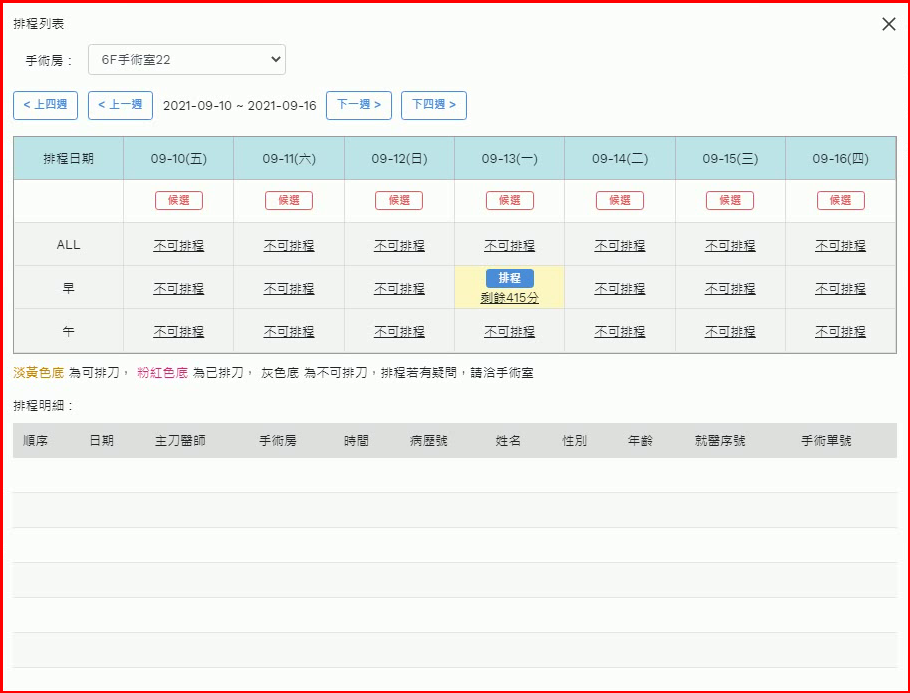 排程列表
手術房： 6F手術室22
< 上四週 < 上一週 2021-09-10 ~ 2021-09-16 下一週 > 下四週 >
排程日期 09-10(五) 09-11(六) 09-12(日) 09-13(一) 09-14(二) 09-15(三) 09-16(四)
候選 候選 候選 候選 候選 候選 候選
ALL 不可排程 不可排程 不可排程 不可排程 不可排程 不可排程 不可排程
早 不可排程 不可排程 不可排程 排程 剩餘415分 不可排程 不可排程 不可排程
午 不可排程 不可排程 不可排程 不可排程 不可排程 不可排程 不可排程
淡黃色底 為可排刀， 粉紅色底 為已排刀， 灰色底 為不可排刀，排程若有疑問，請洽手術室
排程明細：
順序 日期 主刀醫師 手術房 時間 病歷號 姓名 性別 年齡 就醫序號 手術單號